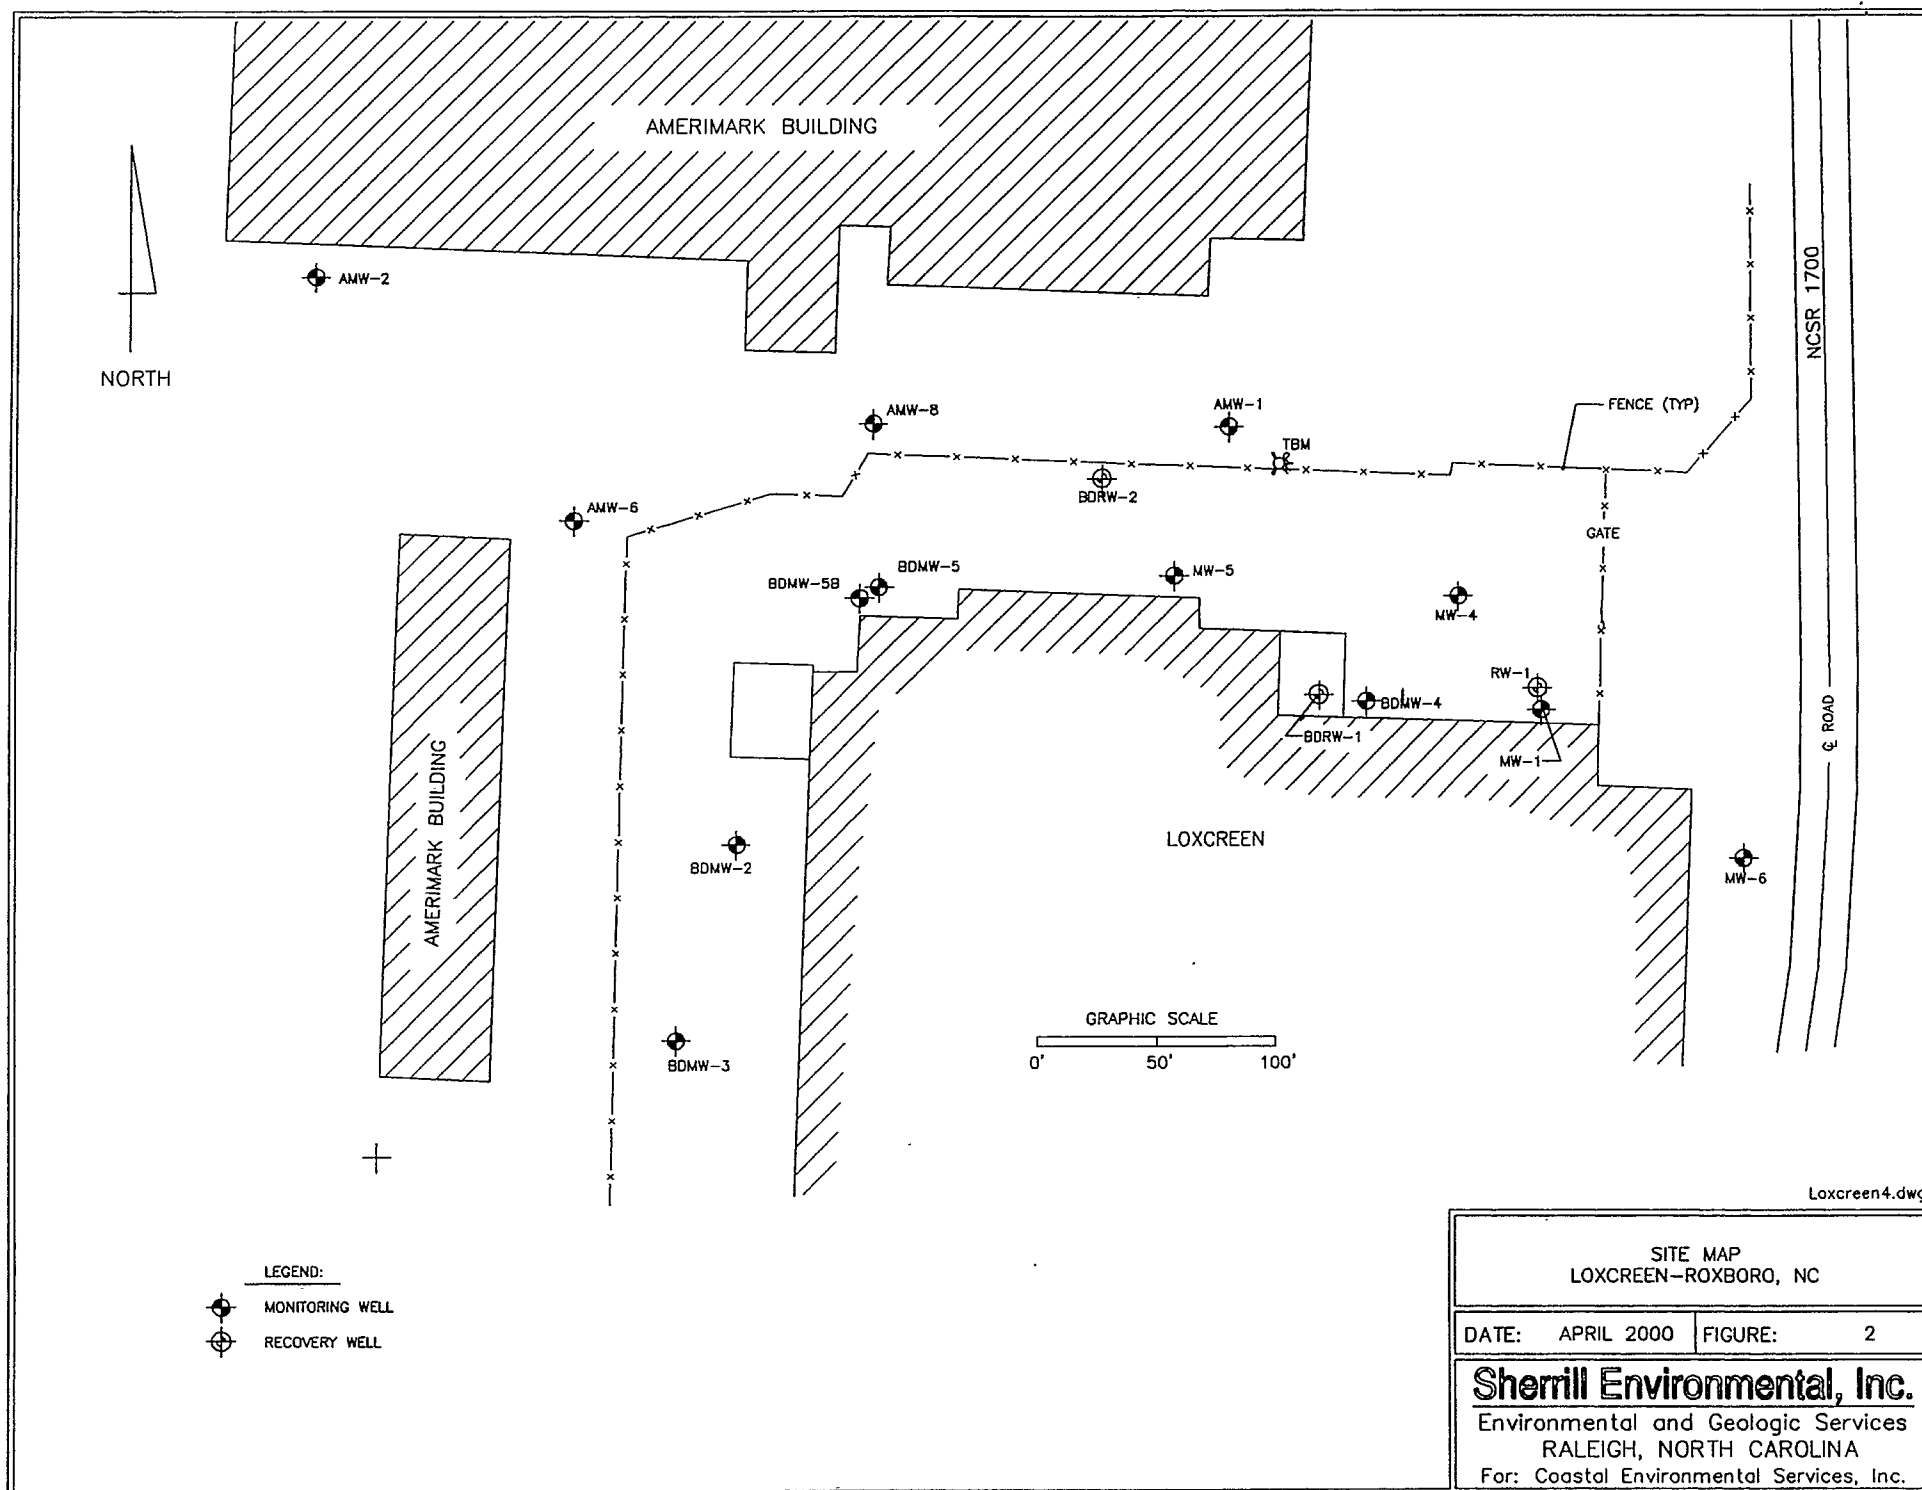 AMERIMARK BUILDING
AMW-2
NORTH
NCSR 1700
AMW-8
AMW-1
FENCE (TYP)
TBM
BDRW-2
AMW-6
GATE
BDMW-5B
BDMW-5
MW-5
MW-4
RW-1
BDMW-4
BDRW-1
MW-1
AMERIMARK BUILDING
℄ ROAD
LOXCREEN
BDMW-2
MW-6
GRAPHIC SCALE
0' 50' 100'
BDMW-3
Loxcreen4.dwg
LEGEND:
MONITORING WELL
RECOVERY WELL
SITE MAP
LOXCREEN-ROXBORO, NC
DATE: APRIL 2000 FIGURE: 2
Sherrill Environmental, Inc.
Environmental and Geologic Services
RALEIGH, NORTH CAROLINA
For: Coastal Environmental Services, Inc.